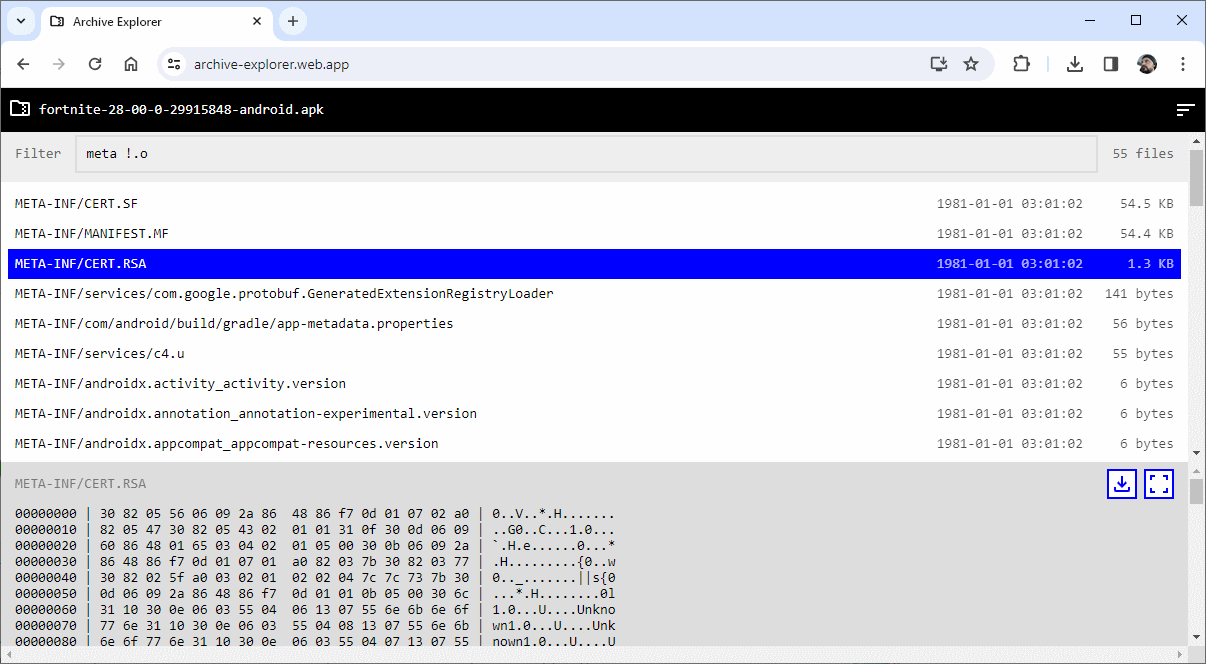 Archive Explorer
archive-explorer.web.app
fortnite-28-00-0-29915848-android.apk
Filter meta !.o 55 files
META-INF/CERT.SF 1981-01-01 03:01:02 54.5 KB
META-INF/MANIFEST.MF 1981-01-01 03:01:02 54.4 KB
META-INF/CERT.RSA 1981-01-01 03:01:02 1.3 KB
META-INF/services/com.google.protobuf.GeneratedExtensionRegistryLoader 1981-01-01 03:01:02 141 bytes
META-INF/com/android/build/gradle/app-metadata.properties 1981-01-01 03:01:02 56 bytes
META-INF/services/c4.u 1981-01-01 03:01:02 55 bytes
META-INF/androidx.activity_activity.version 1981-01-01 03:01:02 6 bytes
META-INF/androidx.annotation_annotation-experimental.version 1981-01-01 03:01:02 6 bytes
META-INF/androidx.appcompat_appcompat-resources.version 1981-01-01 03:01:02 6 bytes
META-INF/CERT.RSA
00000000 | 30 82 05 56 06 09 2a 86  48 86 f7 0d 01 07 02 a0 | 0..V..*.H.......
00000010 | 82 05 47 30 82 05 43 02  01 01 31 0f 30 0d 06 09 | ..G0..C...1.0...
00000020 | 60 86 48 01 65 03 04 02  01 05 00 30 0b 06 09 2a | `.H.e......0...*
00000030 | 86 48 86 f7 0d 01 07 01  a0 82 03 7b 30 82 03 77 | .H.........{0..w
00000040 | 30 82 02 5f a0 03 02 01  02 02 04 7c 7c 73 7b 30 | 0.._.......||s{0
00000050 | 0d 06 09 2a 86 48 86 f7  0d 01 01 0b 05 00 30 6c | ...*.H........0l
00000060 | 31 10 30 0e 06 03 55 04  06 13 07 55 6e 6b 6e 6f | 1.0...U....Unkno
00000070 | 77 6e 31 10 30 0e 06 03  55 04 08 13 07 55 6e 6b | wn1.0...U....Unk
00000080 | 6e 6f 77 6e 31 10 30 0e  06 03 55 04 07 13 07 55 | nown1.0...U....U